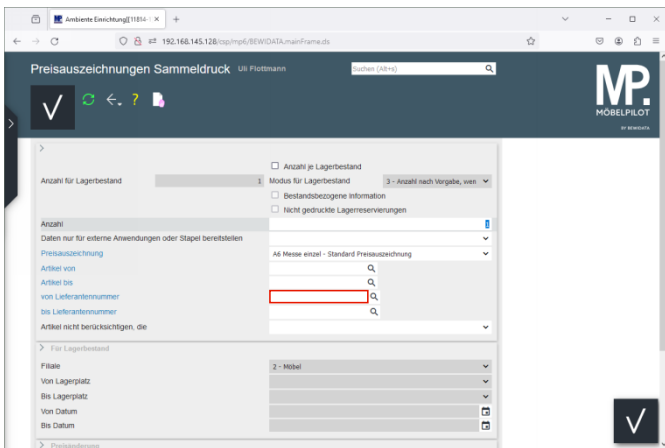 Ambiente Einrichtung[[11814-1
192.168.145.128/csp/mp6/BEWIDATA.mainFrame.cls
Preisauszeichnungen Sammeldruck Uli Flottmann
Suchen (Alt+s)
MP.
MÖBELPILOT
BY BEWIDATA
?
Anzahl je Lagerbestand
Anzahl für Lagerbestand 1 Modus für Lagerbestand 3 - Anzahl nach Vorgabe, wen
Bestandsbezogene Information
Nicht gedruckte Lagerreservierungen
Anzahl 1
Daten nur für externe Anwendungen oder Stapel bereitstellen
Preisauszeichnung A6 Messe einzel - Standard Preisauszeichnung
Artikel von
Artikel bis
von Lieferantennummer
bis Lieferantennummer
Artikel nicht berücksichtigen, die
Für Lagerbestand
Filiale 2 - Möbel
Von Lagerplatz
Bis Lagerplatz
Von Datum
Bis Datum
Preisänderung